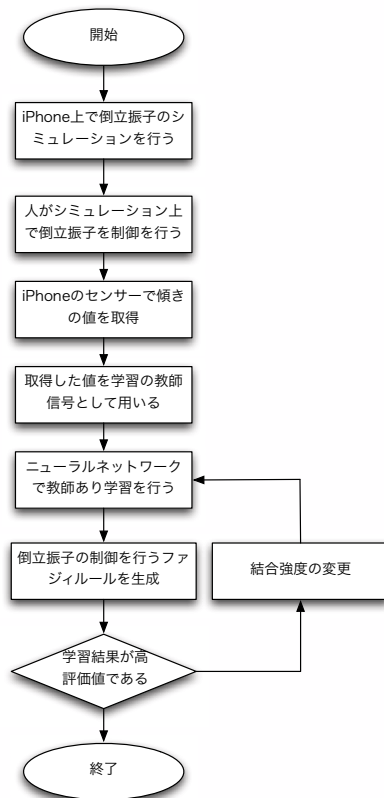 開始
iPhone上で倒立振子のシ
ミュレーションを行う
人がシミュレーション上
で倒立振子を制御を行う
iPhoneのセンサーで傾き
の値を取得
取得した値を学習の教師
信号として用いる
ニューラルネットワーク
で教師あり学習を行う
倒立振子の制御を行うファ
ジィルールを生成
結合強度の変更
学習結果が高
評価値である
終了